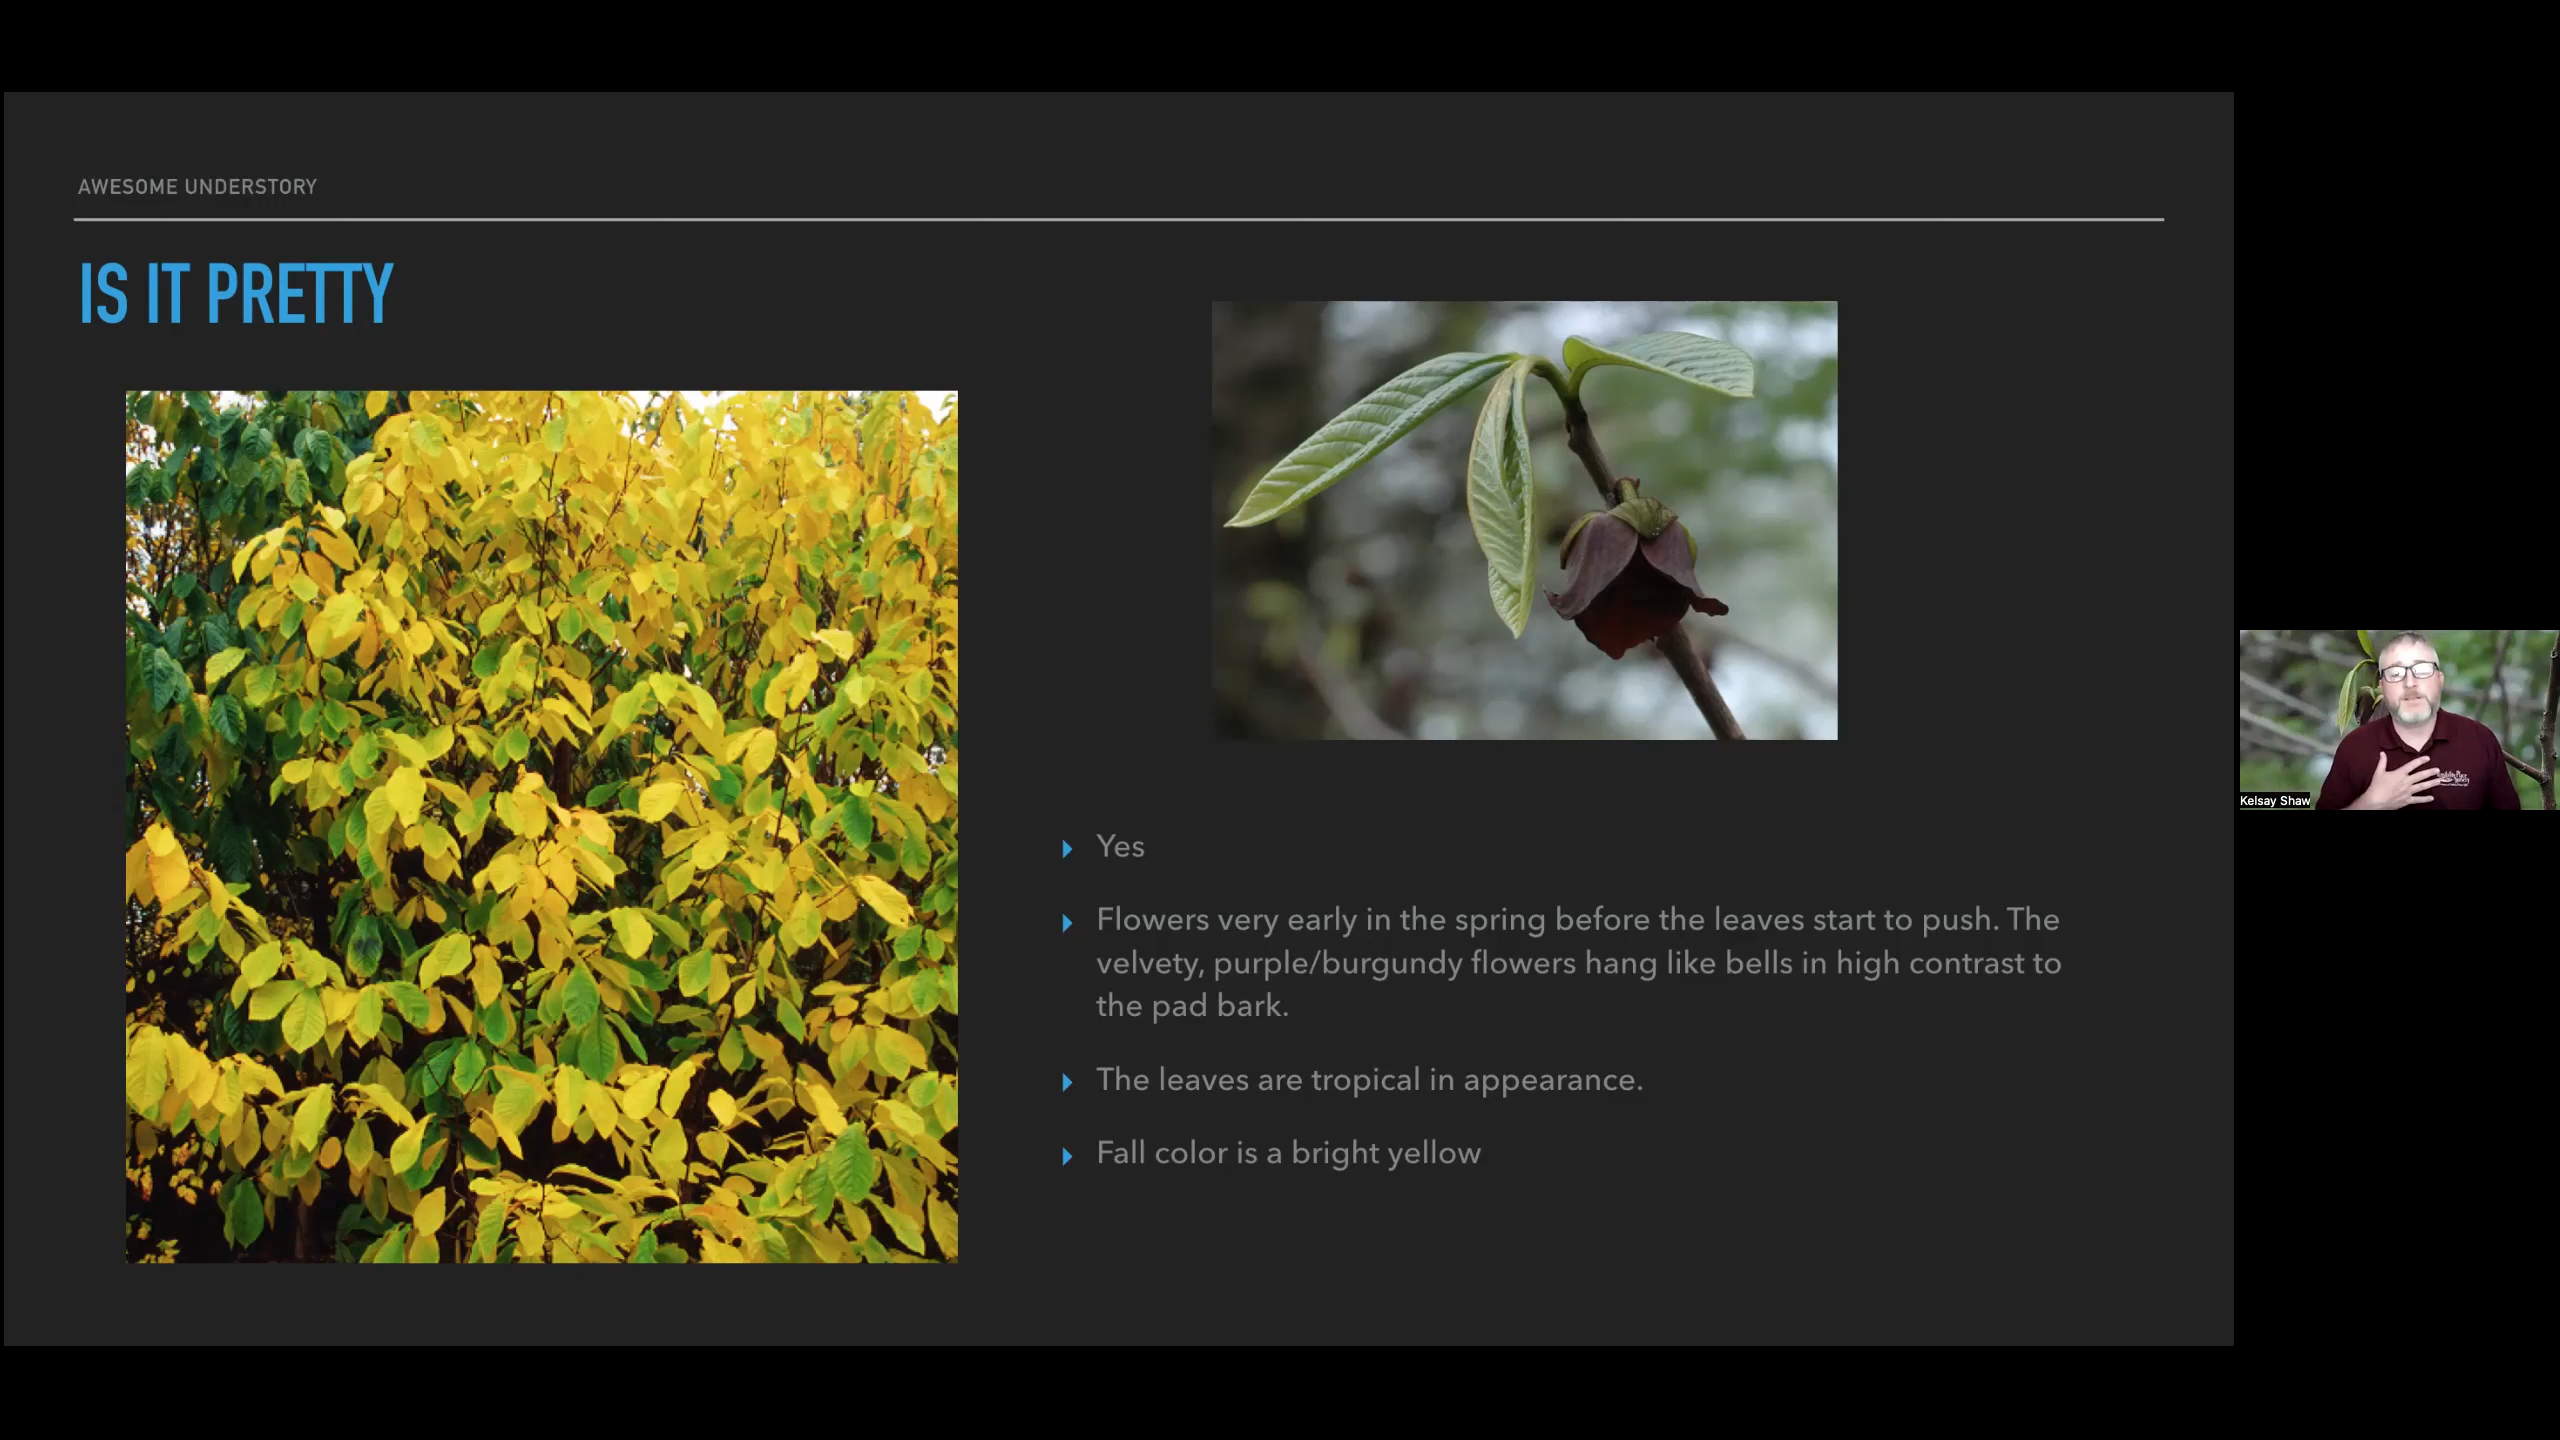 AWESOME UNDERSTORY
IS IT PRETTY
Yes
Flowers very early in the spring before the leaves start to push. The
velvety, purple/burgundy flowers hang like bells in high contrast to
the pad bark.
The leaves are tropical in appearance.
Fall color is a bright yellow
Kelsay Shaw